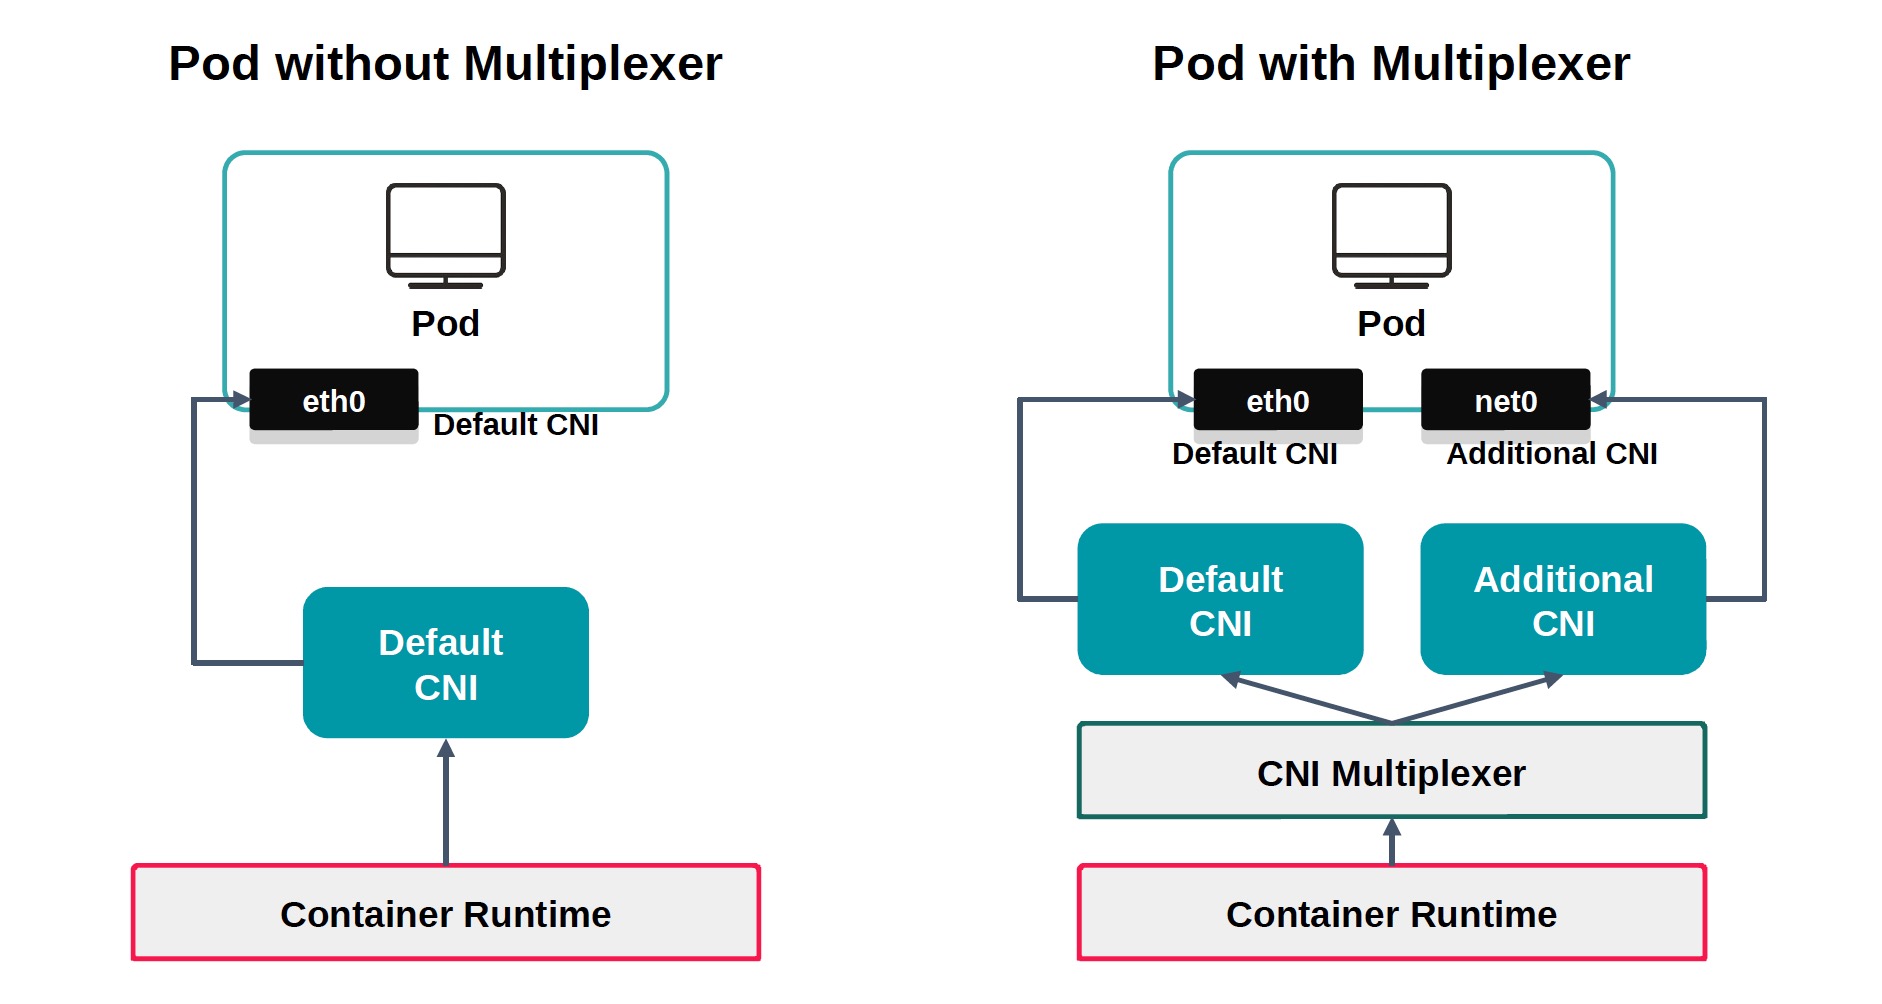 Pod without Multiplexer
Pod
eth0
Default CNI
Default
CNI
Container Runtime
Pod with Multiplexer
Pod
eth0
net0
Default CNI
Additional CNI
Default
CNI
Additional
CNI
CNI Multiplexer
Container Runtime